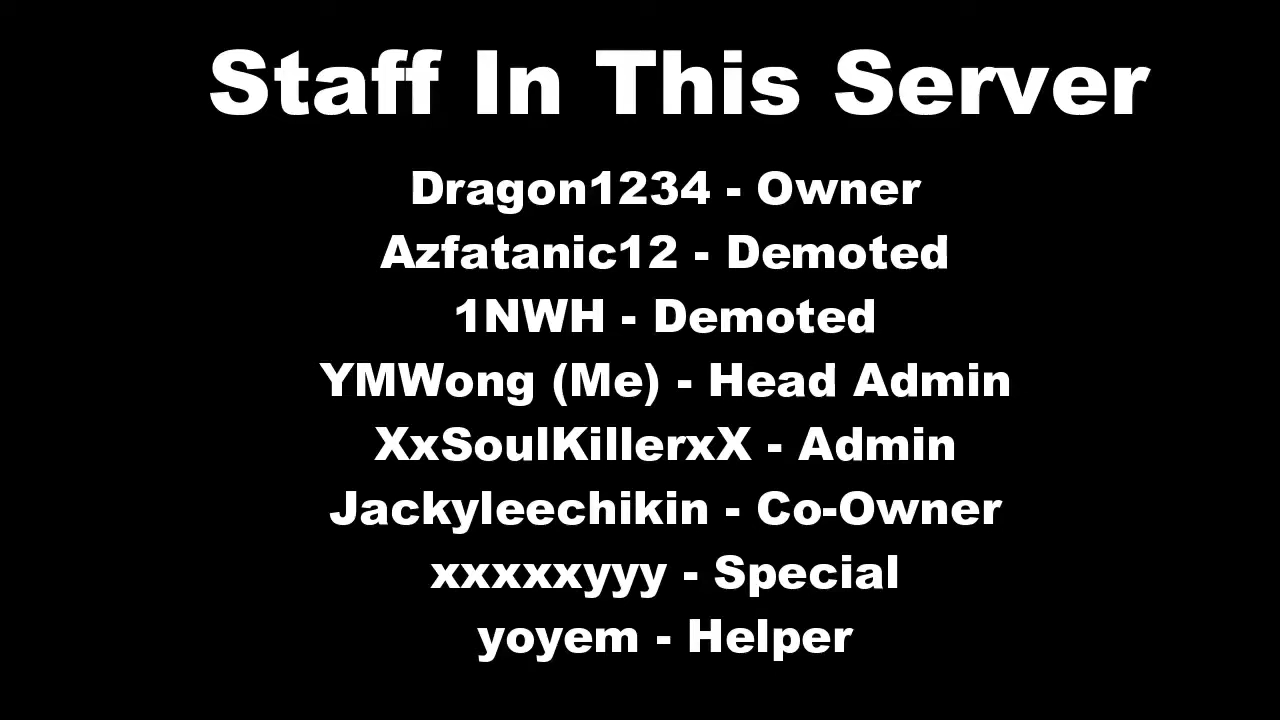 Staff In This Server
Dragon1234 - Owner
Azfatanic12 - Demoted
1NWH - Demoted
YMWong (Me) - Head Admin
XxSoulKillerxX - Admin
Jackyleechikin - Co-Owner
xxxxxyyy - Special
yoyem - Helper